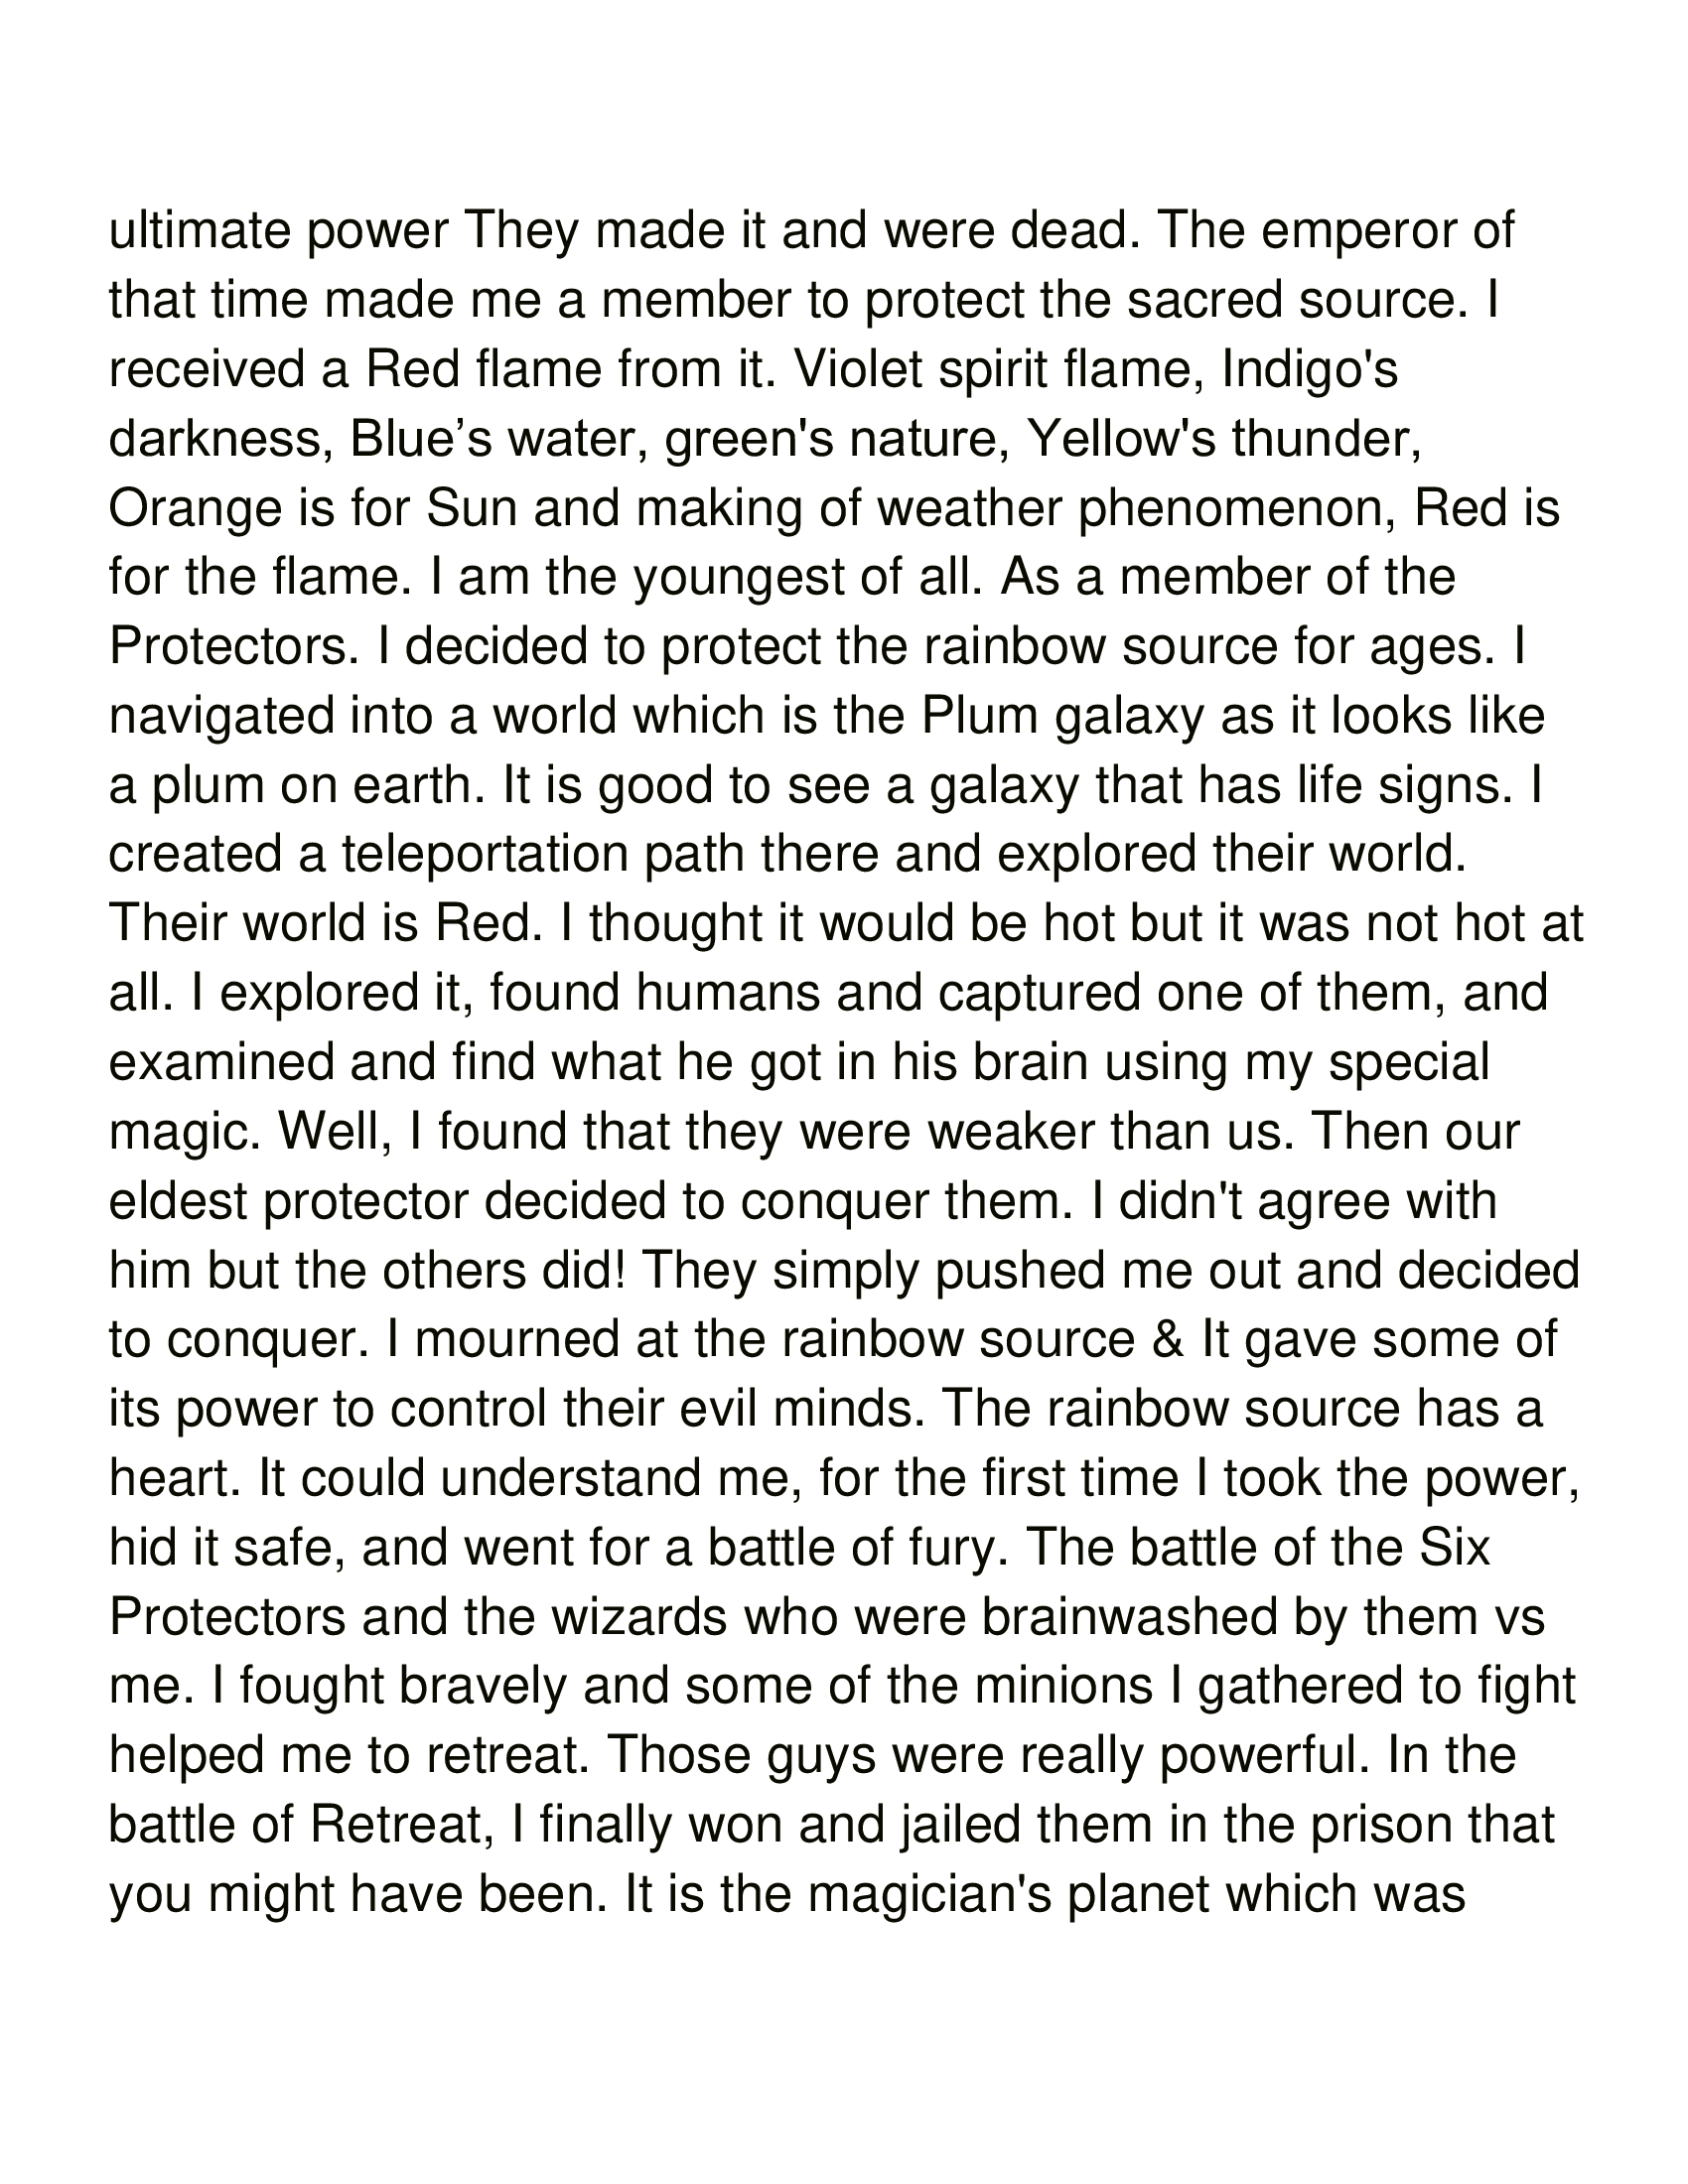 ultimate power They made it and were dead. The emperor of
that time made me a member to protect the sacred source. I
received a Red flame from it. Violet spirit flame, Indigo's
darkness, Blue’s water, green's nature, Yellow's thunder,
Orange is for Sun and making of weather phenomenon, Red is
for the flame. I am the youngest of all. As a member of the
Protectors. I decided to protect the rainbow source for ages. I
navigated into a world which is the Plum galaxy as it looks like
a plum on earth. It is good to see a galaxy that has life signs. I
created a teleportation path there and explored their world.
Their world is Red. I thought it would be hot but it was not hot at
all. I explored it, found humans and captured one of them, and
examined and find what he got in his brain using my special
magic. Well, I found that they were weaker than us. Then our
eldest protector decided to conquer them. I didn't agree with
him but the others did! They simply pushed me out and decided
to conquer. I mourned at the rainbow source & It gave some of
its power to control their evil minds. The rainbow source has a
heart. It could understand me, for the first time I took the power,
hid it safe, and went for a battle of fury. The battle of the Six
Protectors and the wizards who were brainwashed by them vs
me. I fought bravely and some of the minions I gathered to fight
helped me to retreat. Those guys were really powerful. In the
battle of Retreat, I finally won and jailed them in the prison that
you might have been. It is the magician's planet which was